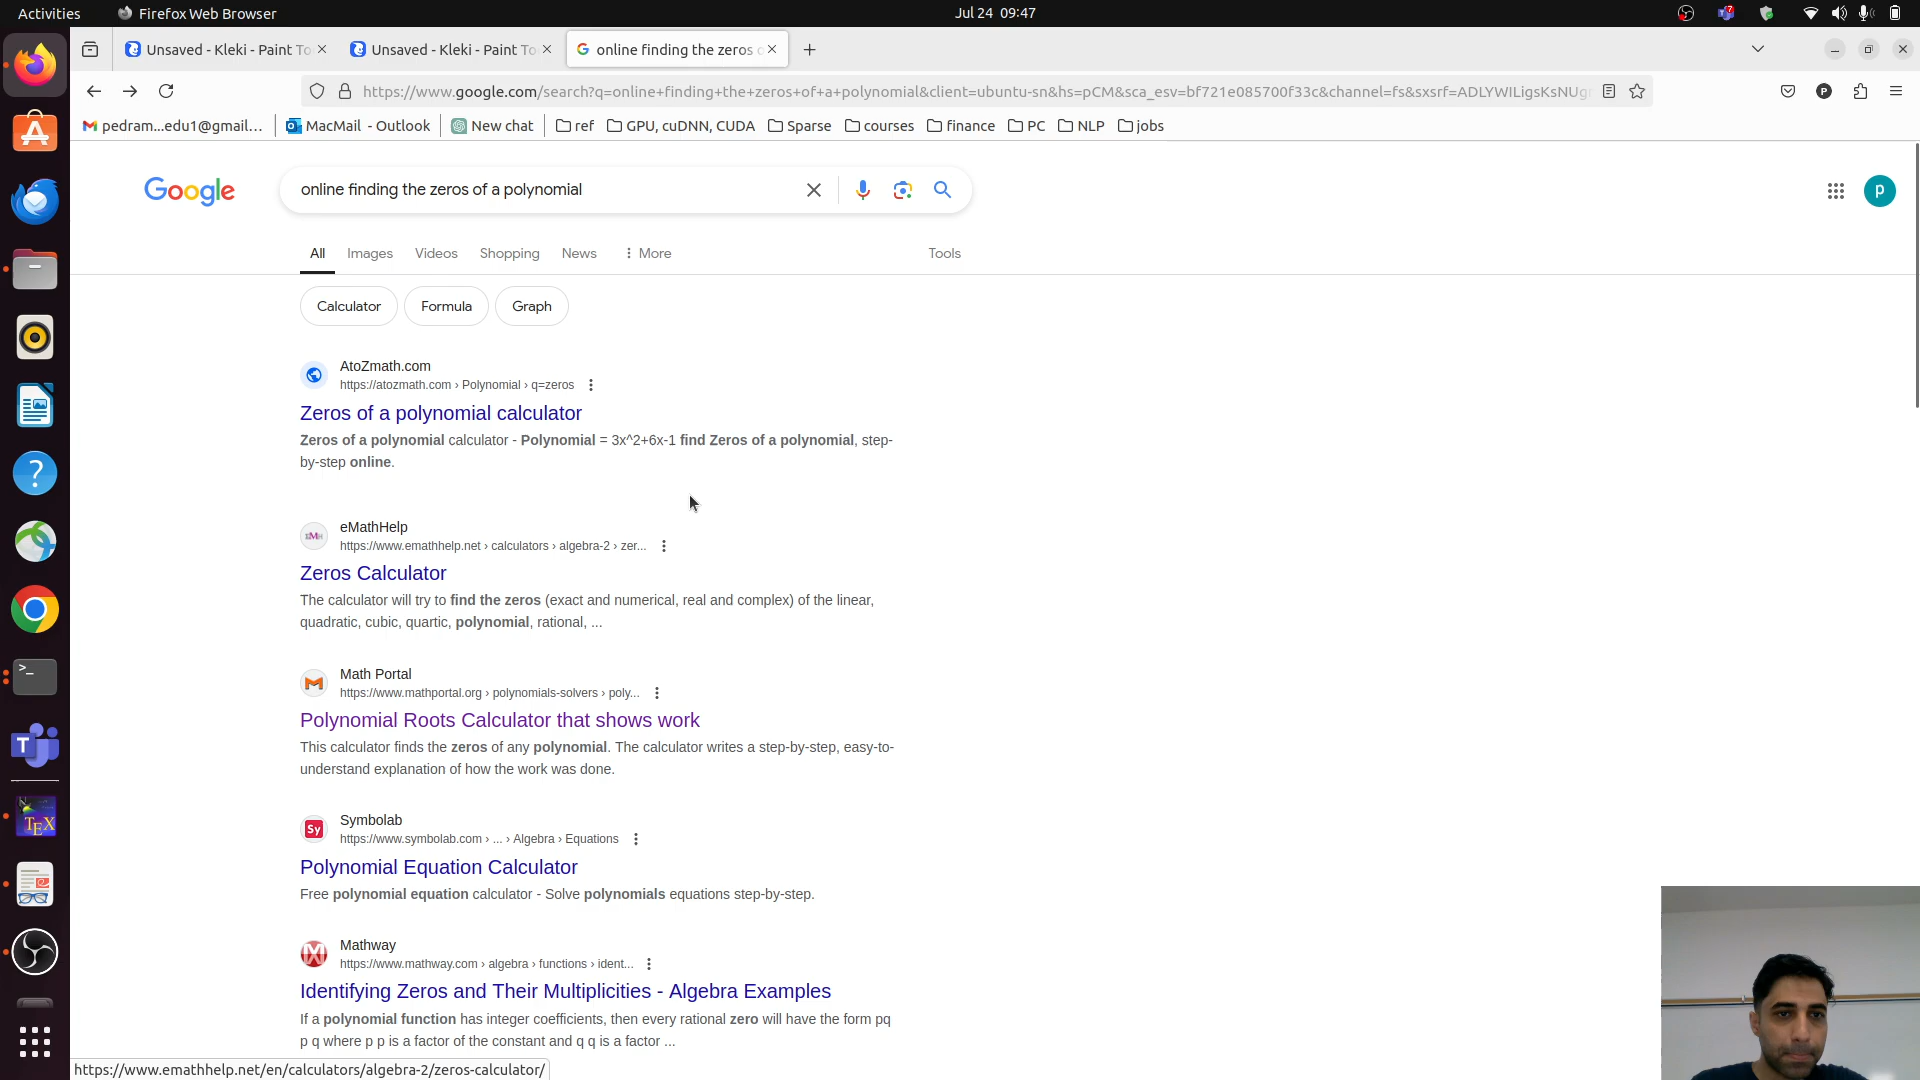 Activities
Firefox Web Browser
Jul 24 09:47
Unsaved - Kleki - Paint To
Unsaved - Kleki - Paint To
online finding the zeros o
https://www.google.com/search?q=online+finding+the+zeros+of+a+polynomial&client=ubuntu-sn&hs=pCM&sca_esv=bf721e085700f33c&channel=fs&sxsrf=ADLYWILigsKsNUg
pedram...edu1@gmail...
MacMail - Outlook
New chat
ref
GPU, cuDNN, CUDA
Sparse
courses
finance
PC
NLP
jobs
Google
online finding the zeros of a polynomial
p
All
Images
Videos
Shopping
News
More
Tools
Calculator
Formula
Graph
AtoZmath.com
https://atozmath.com › Polynomial › q=zeros
Zeros of a polynomial calculator
Zeros of a polynomial calculator - Polynomial = 3x^2+6x-1 find Zeros of a polynomial, step-
by-step online.
eMathHelp
https://www.emathhelp.net › calculators › algebra-2 › zer...
Zeros Calculator
The calculator will try to find the zeros (exact and numerical, real and complex) of the linear,
quadratic, cubic, quartic, polynomial, rational, ...
Math Portal
https://www.mathportal.org › polynomials-solvers › poly...
Polynomial Roots Calculator that shows work
This calculator finds the zeros of any polynomial. The calculator writes a step-by-step, easy-to-
understand explanation of how the work was done.
Sy
Symbolab
https://www.symbolab.com › ... › Algebra › Equations
Polynomial Equation Calculator
Free polynomial equation calculator - Solve polynomials equations step-by-step.
Mathway
https://www.mathway.com › algebra › functions › ident...
Identifying Zeros and Their Multiplicities - Algebra Examples
If a polynomial function has integer coefficients, then every rational zero will have the form pq
p q where p p is a factor of the constant and q q is a factor ...
https://www.emathhelp.net/en/calculators/algebra-2/zeros-calculator/